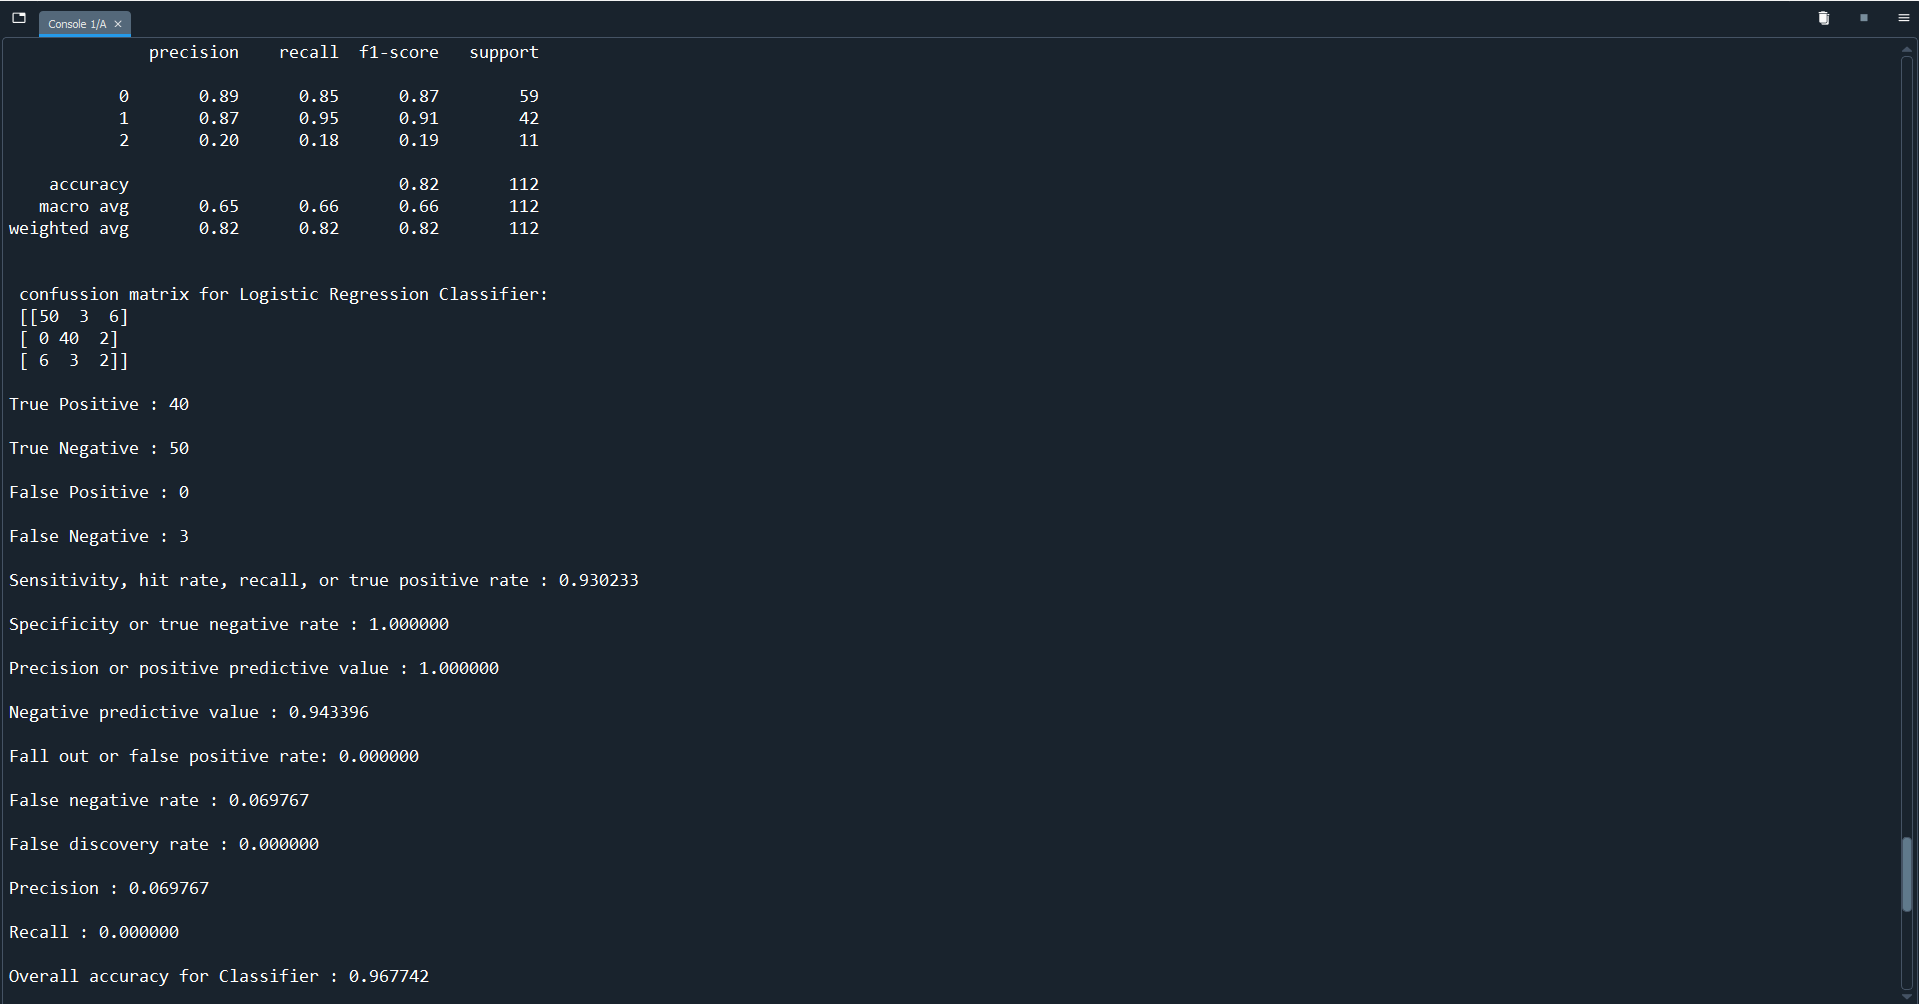 Console 1/A
precision recall f1-score support
0 0.89 0.85 0.87 59
1 0.87 0.95 0.91 42
2 0.20 0.18 0.19 11
accuracy 0.82 112
macro avg 0.65 0.66 0.66 112
weighted avg 0.82 0.82 0.82 112
confussion matrix for Logistic Regression Classifier:
[[50 3 6]
[ 0 40 2]
[ 6 3 2]]
True Positive : 40
True Negative : 50
False Positive : 0
False Negative : 3
Sensitivity, hit rate, recall, or true positive rate : 0.930233
Specificity or true negative rate : 1.000000
Precision or positive predictive value : 1.000000
Negative predictive value : 0.943396
Fall out or false positive rate: 0.000000
False negative rate : 0.069767
False discovery rate : 0.000000
Precision : 0.069767
Recall : 0.000000
Overall accuracy for Classifier : 0.967742